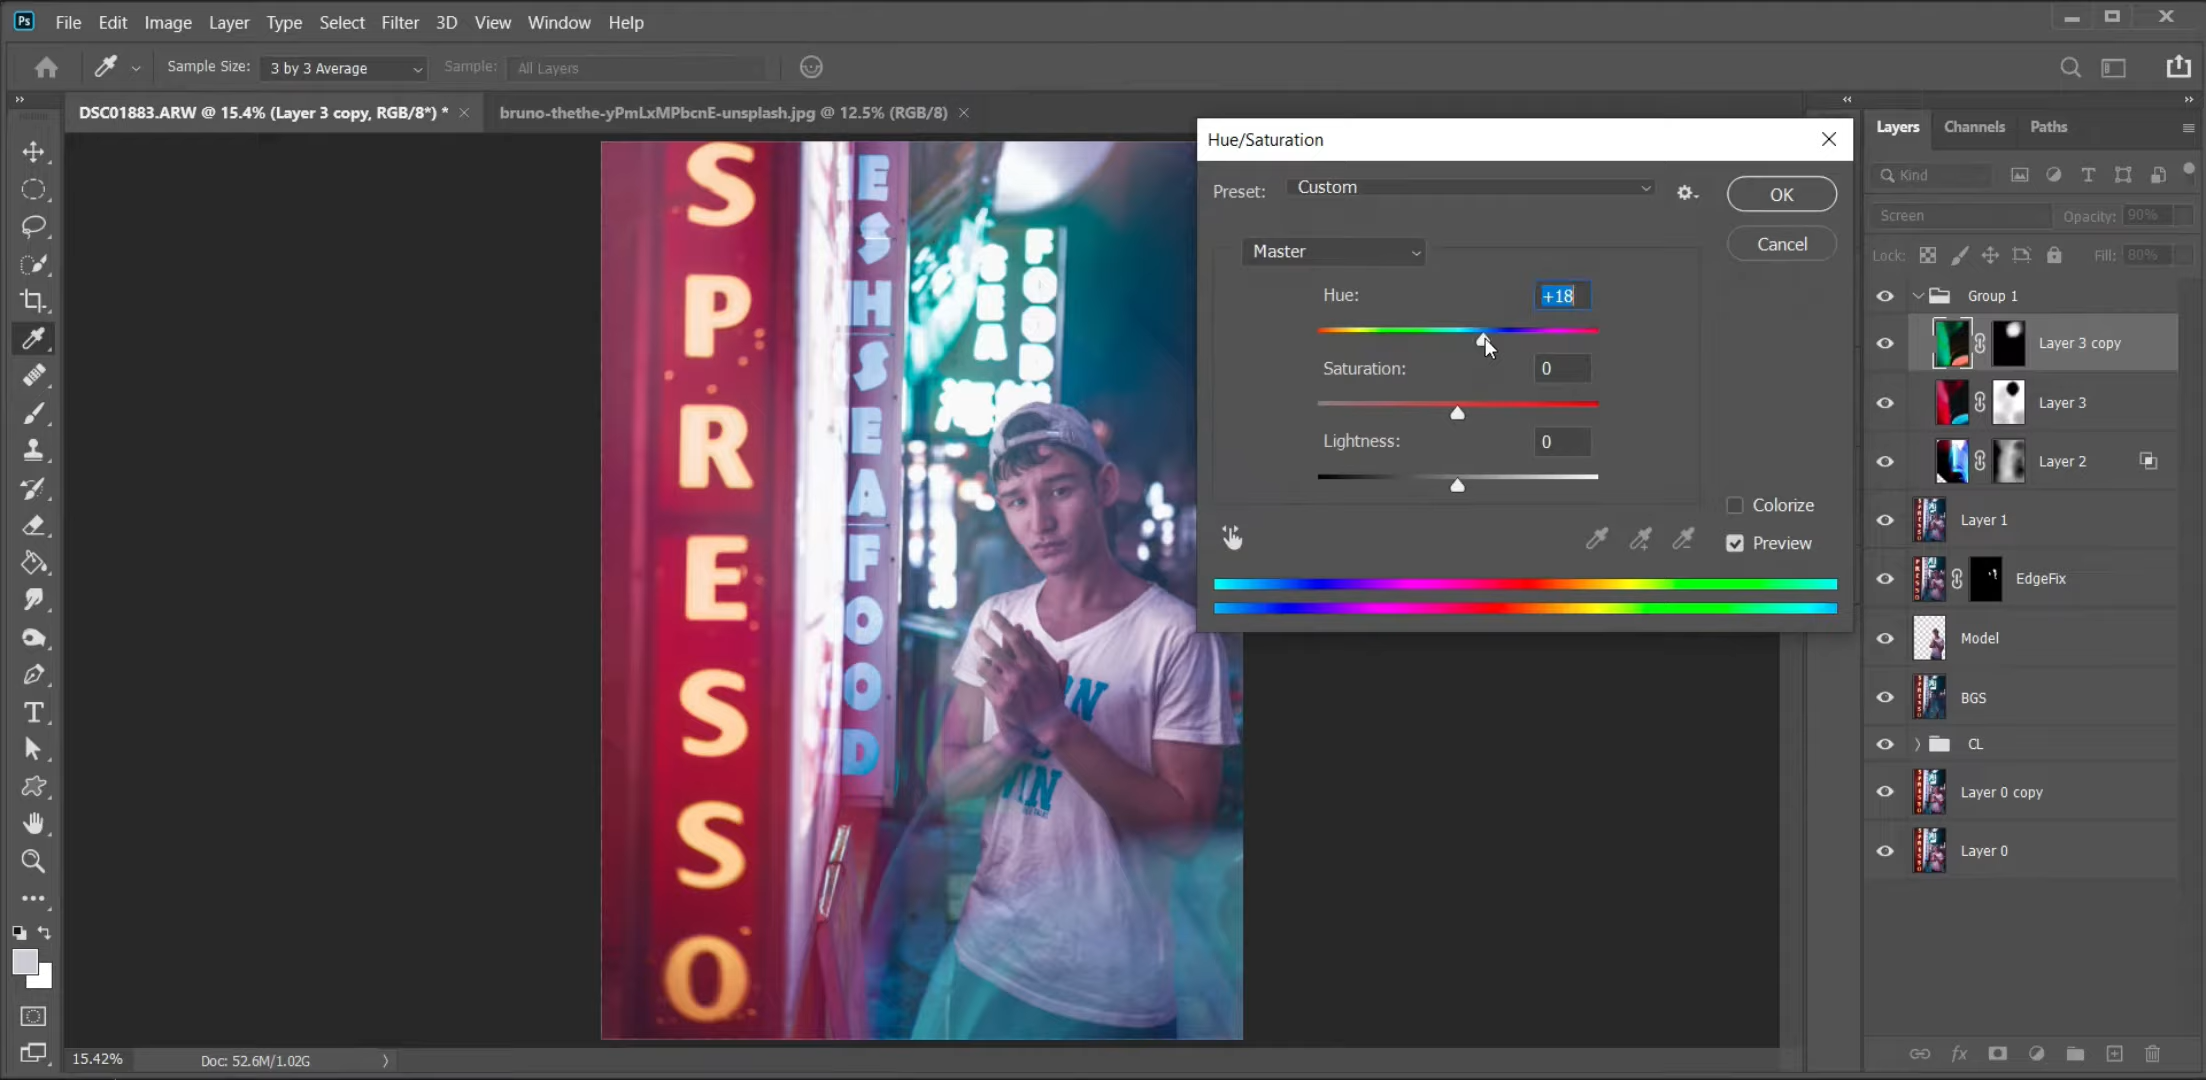 Ps File Edit Image Layer Type Select Filter 3D View Window Help
Sample Size: 3 by 3 Average Sample: All Layers
DSC01883.ARW @ 15.4% (Layer 3 copy, RGB/8*) * bruno-thethe-yPmLxMPbcnE-unsplash.jpg @ 12.5% (RGB/8)
SPRESSO
ESH SEAFOOD
SEA
FOOD
Hue/Saturation
Preset: Custom
OK
Cancel
Master
Hue: +18
Saturation: 0
Lightness: 0
Colorize
Preview
Layers Channels Paths
Kind
Screen Opacity: 90%
Lock: Fill: 80%
Group 1
Layer 3 copy
Layer 3
Layer 2
Layer 1
EdgeFix
Model
BGS
CL
Layer 0 copy
Layer 0
15.42% Doc: 52.6M/1.02G